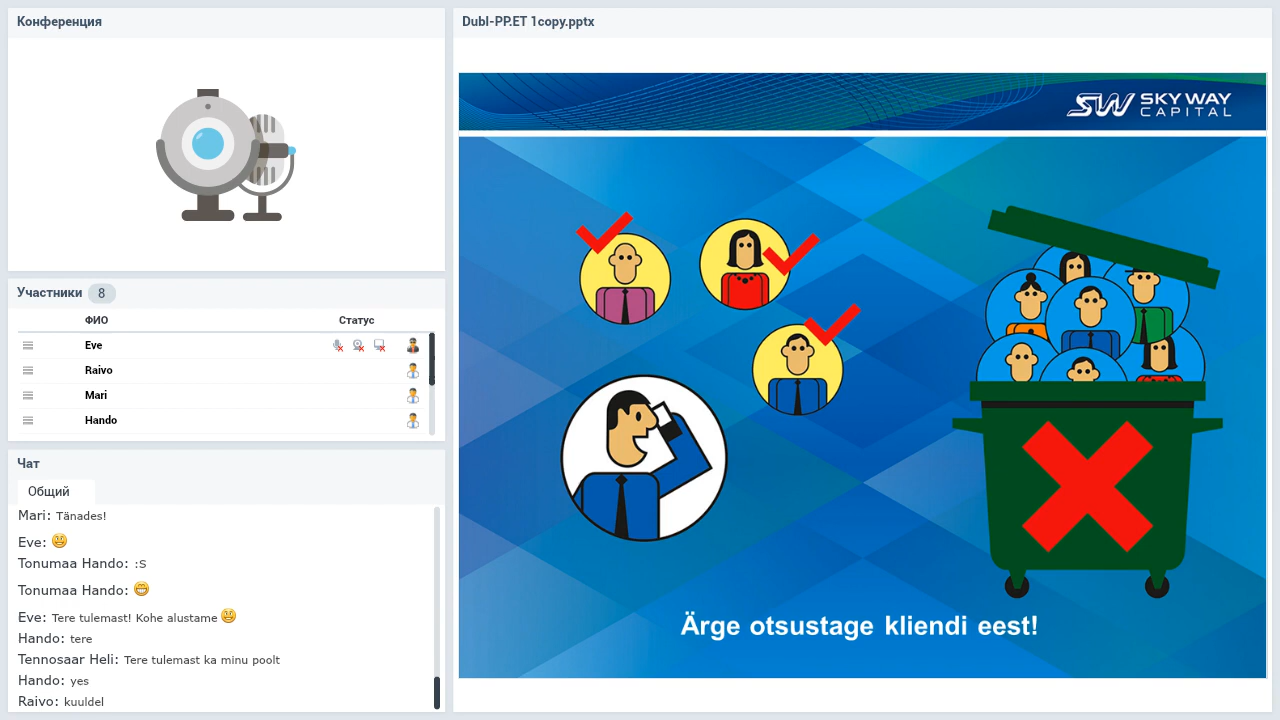 Конференция
Участники 8
ФИО Статус
Eve
Raivo
Mari
Hando
Чат
Общий
Mari: Tänades!
Eve:
Tonumaa Hando: :S
Tonumaa Hando:
Eve: Tere tulemast! Kohe alustame
Hando: tere
Tennosaar Heli: Tere tulemast ka minu poolt
Hando: yes
Raivo: kuuldel
Dubl-PP.ET 1copy.pptx
SW SKY WAY
CAPITAL
Ärge otsustage kliendi eest!